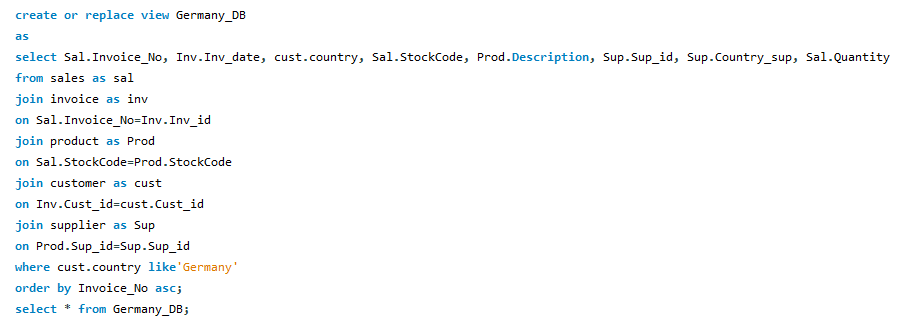 create or replace view Germany_DB
as
select Sal.Invoice_No, Inv.Inv_date, cust.country, Sal.StockCode, Prod.Description, Sup.Sup_id, Sup.Country_sup, Sal.Quantity
from sales as sal
join invoice as inv
on Sal.Invoice_No=Inv.Inv_id
join product as Prod
on Sal.StockCode=Prod.StockCode
join customer as cust
on Inv.Cust_id=cust.Cust_id
join supplier as Sup
on Prod.Sup_id=Sup.Sup_id
where cust.country like'Germany'
order by Invoice_No asc;
select * from Germany_DB;